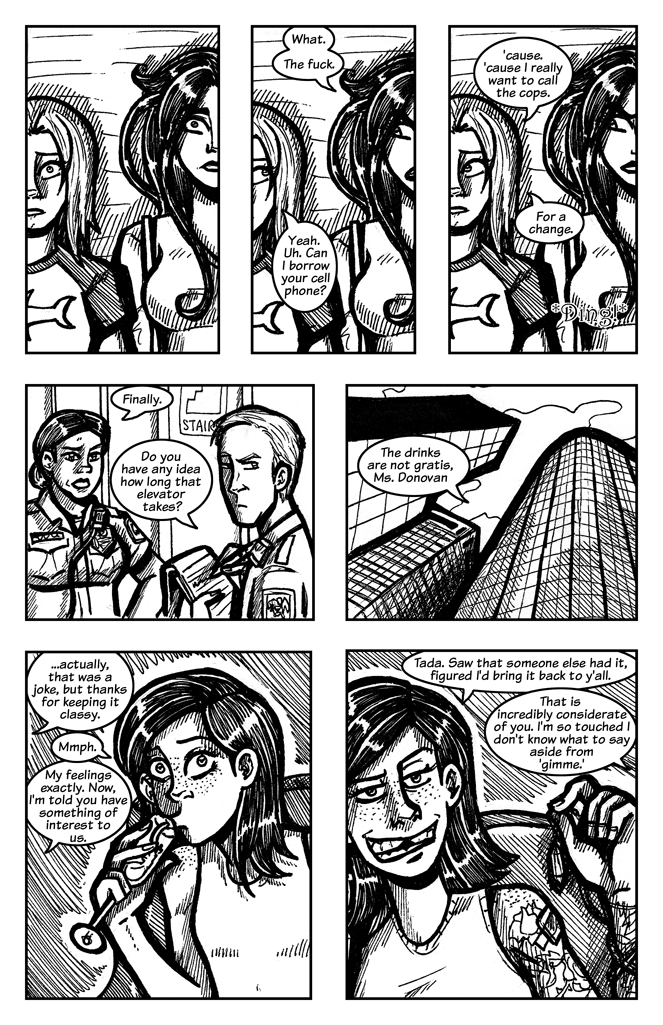 What.
The fuck.
Yeah.
Uh. Can
I borrow
your cell
phone?
'cause.
'cause I really
want to call
the cops.
For a
change.
*Ding!*
Finally.
STAIR
Do you
have any idea
how long that
elevator
takes?
The drinks
are not gratis,
Ms. Donovan
...actually,
that was a
joke, but thanks
for keeping it
classy.
Mmph.
My feelings
exactly. Now,
I'm told you have
something of
interest to
us.
Tada. Saw that someone else had it,
figured I'd bring it back to y'all.
That is
incredibly considerate
of you. I'm so touched I
don't know what to say
aside from
'gimme.'